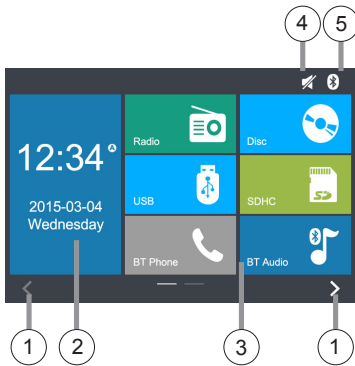 4 5
12:34 A
2015-03-04
Wednesday
Radio
Disc
USB
SDHC
SD
BT Phone
BT Audio
1 2 3 1